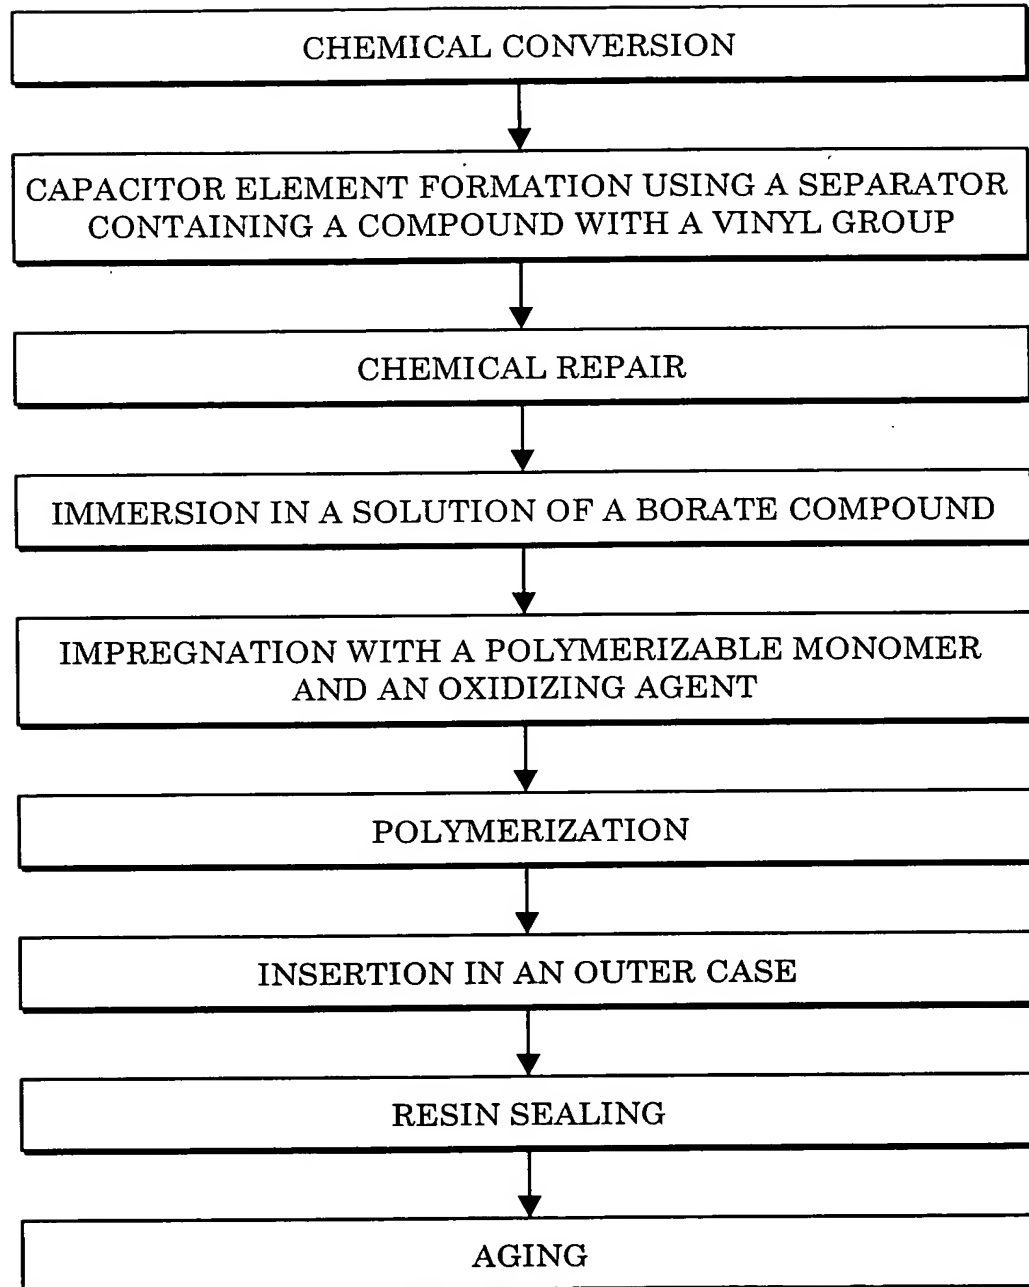 CHEMICAL CONVERSION
CAPACITOR ELEMENT FORMATION USING A SEPARATOR
CONTAINING A COMPOUND WITH A VINYL GROUP
CHEMICAL REPAIR
IMMERSION IN A SOLUTION OF A BORATE COMPOUND
IMPREGNATION WITH A POLYMERIZABLE MONOMER
AND AN OXIDIZING AGENT
POLYMERIZATION
INSERTION IN AN OUTER CASE
RESIN SEALING
AGING